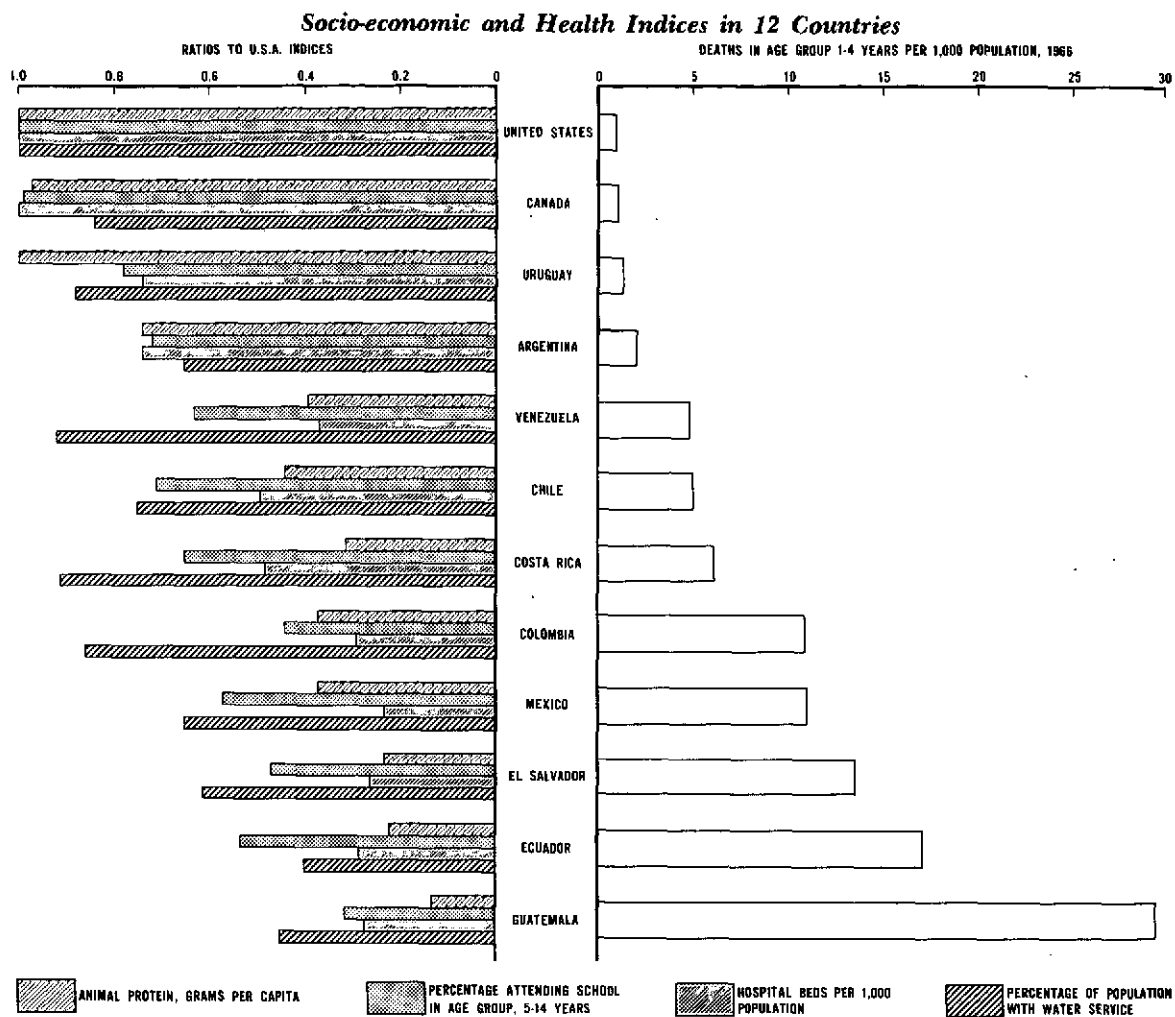 Socio-economic and Health Indices in 12 Countries
RATIOS TO U.S.A. INDICES
DEATHS IN AGE GROUP 1-4 YEARS PER 1,000 POPULATION, 1966
1.0 0.8 0.6 0.4 0.2 0
0 5 10 15 20 25 30
UNITED STATES
CANADA
URUGUAY
ARGENTINA
VENEZUELA
CHILE
COSTA RICA
COLOMBIA
MEXICO
EL SALVADOR
ECUADOR
GUATEMALA
ANIMAL PROTEIN, GRAMS PER CAPITA
PERCENTAGE ATTENDING SCHOOL
IN AGE GROUP, 5-14 YEARS
HOSPITAL BEDS PER 1,000
POPULATION
PERCENTAGE OF POPULATION
WITH WATER SERVICE